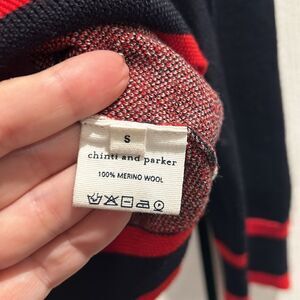 S
chinti and parker
100% MERINO WOOL